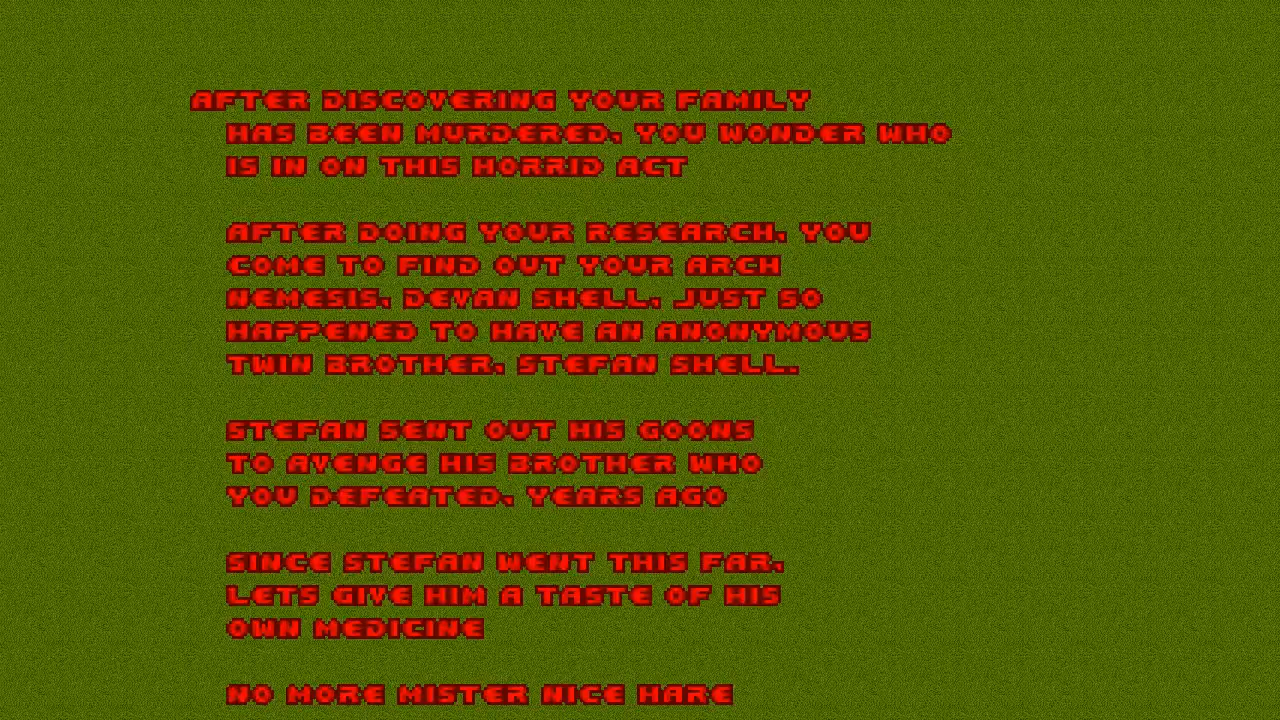 AFTER DISCOVERING YOUR FAMILY
HAS BEEN MURDERED, YOU WONDER WHO
IS IN ON THIS HORRID ACT
AFTER DOING YOUR RESEARCH, YOU
COME TO FIND OUT YOUR ARCH
NEMESIS, DEVAN SHELL, JUST SO
HAPPENED TO HAVE AN ANONYMOUS
TWIN BROTHER, STEFAN SHELL.
STEFAN SENT OUT HIS GOONS
TO AVENGE HIS BROTHER WHO
YOU DEFEATED, YEARS AGO
SINCE STEFAN WENT THIS FAR,
LETS GIVE HIM A TASTE OF HIS
OWN MEDICINE
NO MORE MISTER NICE HARE